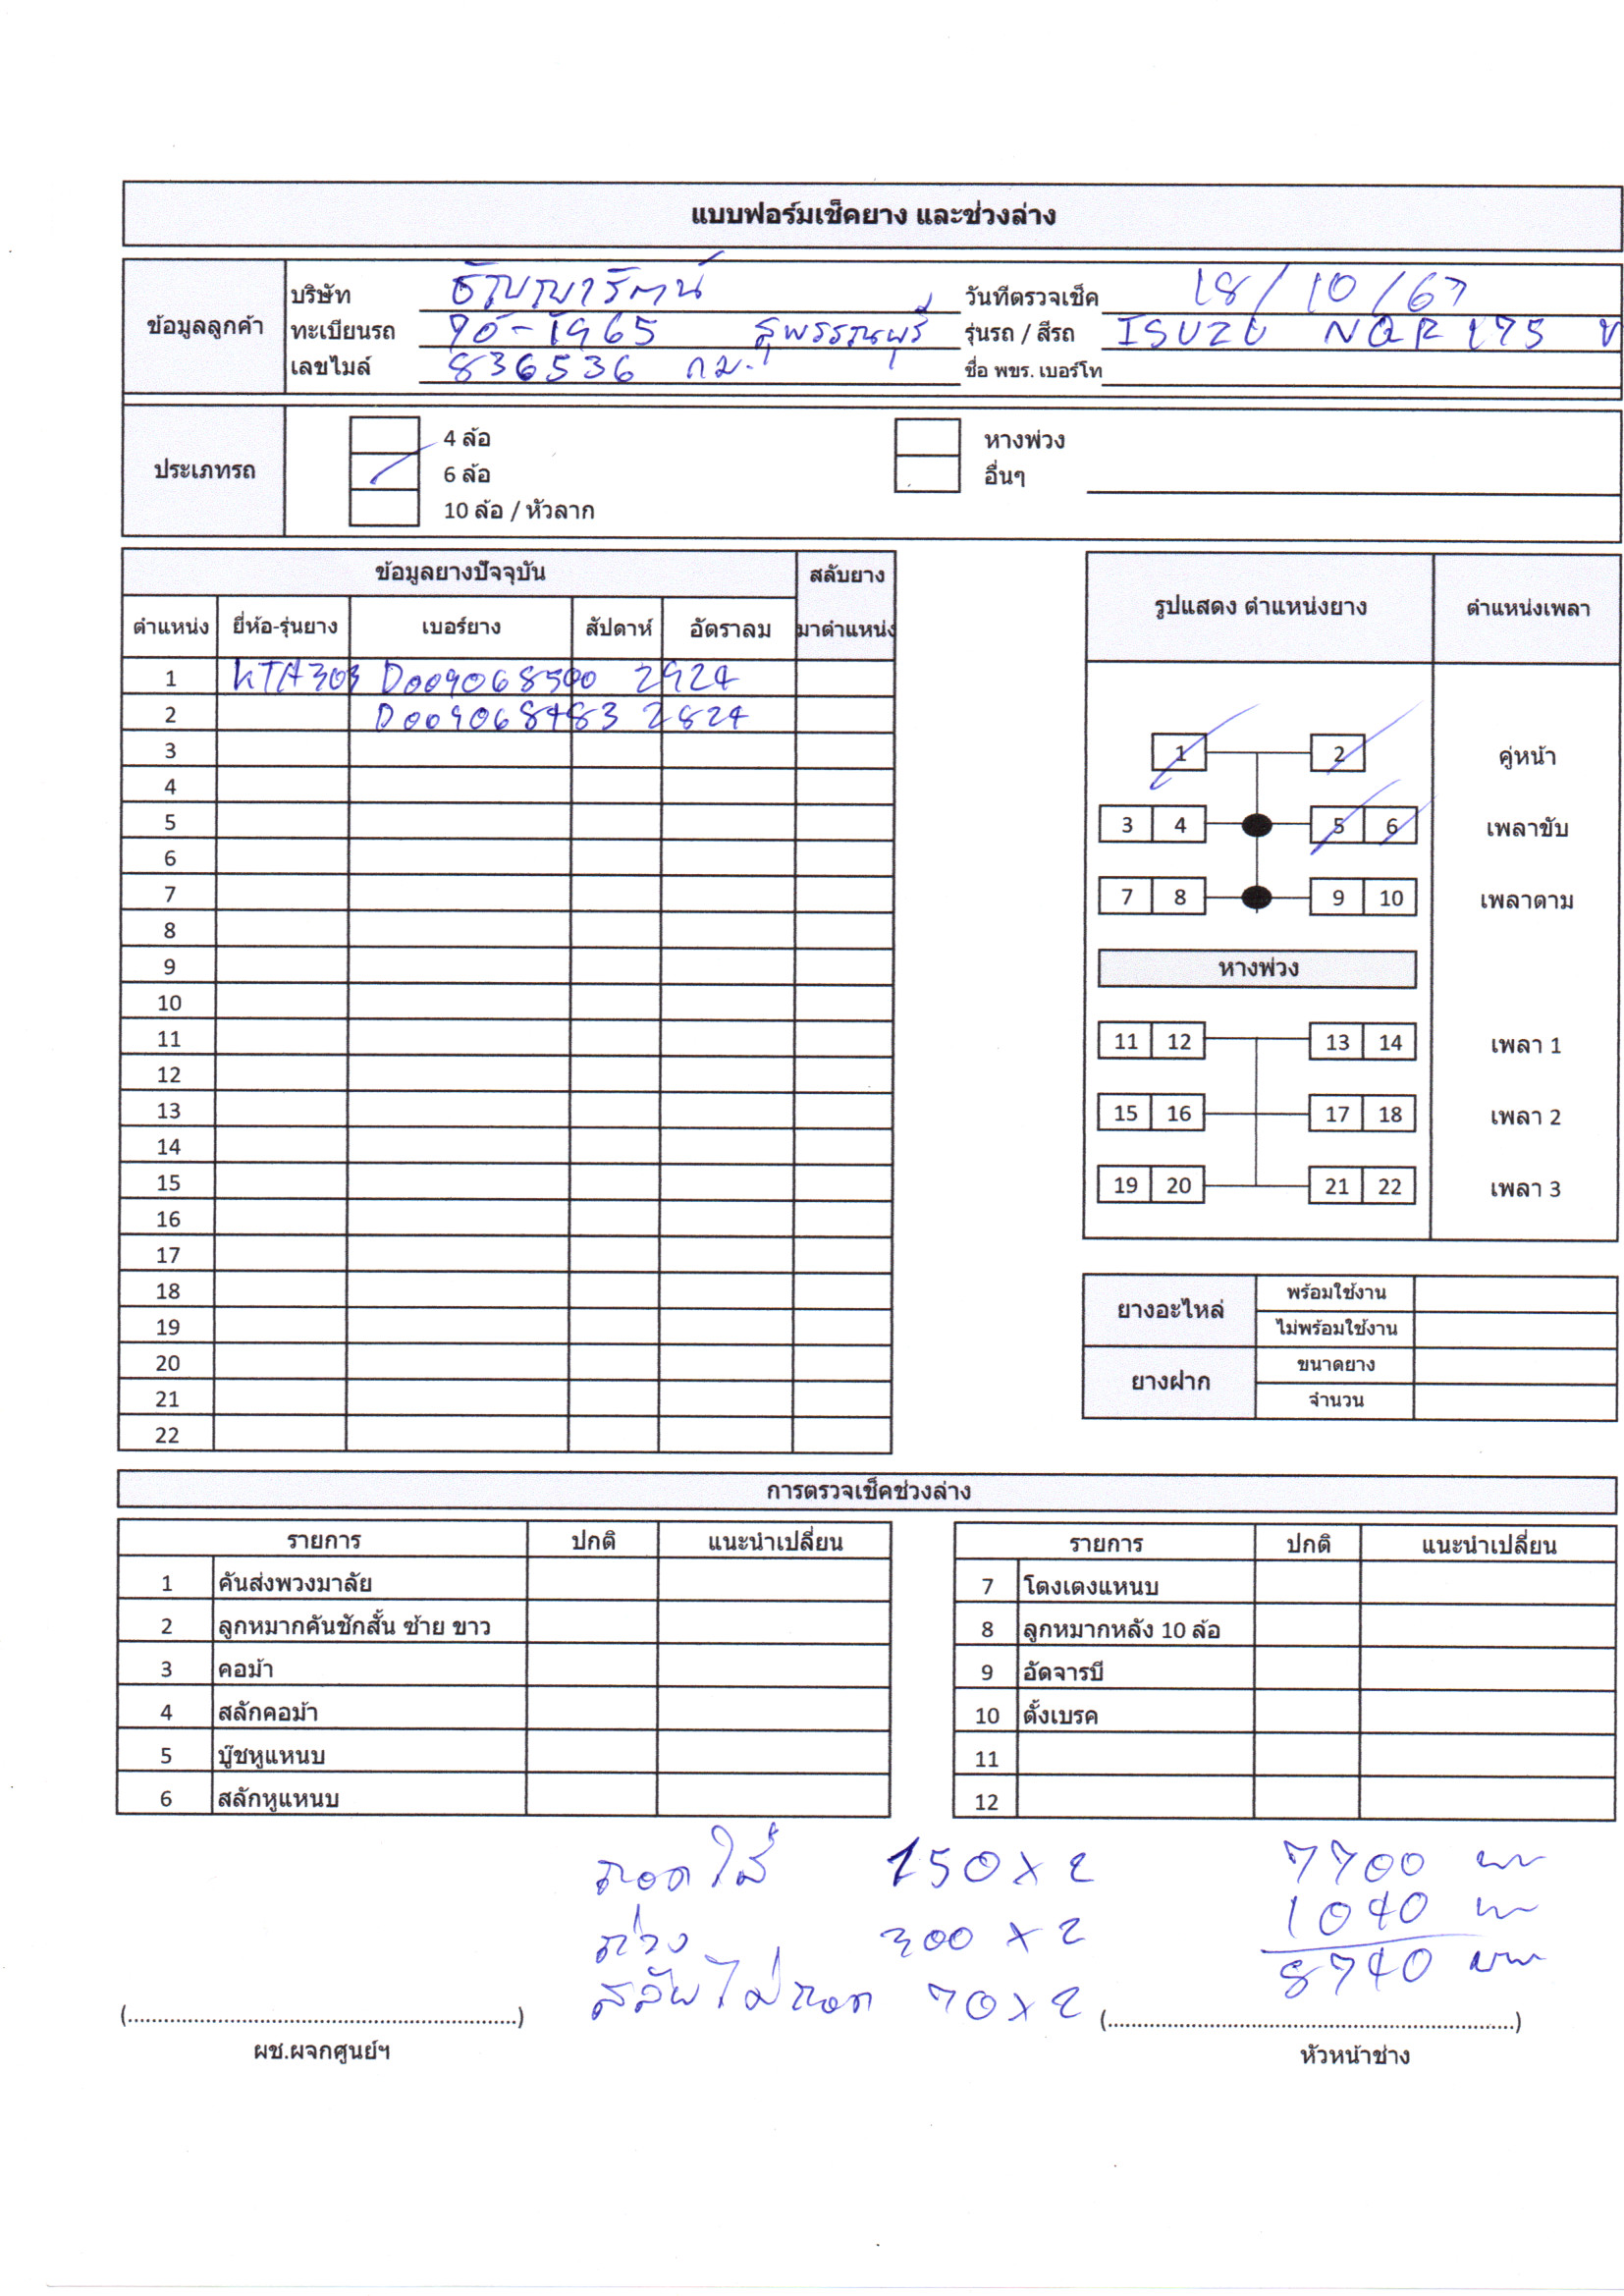 แบบฟอร์มเช็คยาง และช่วงล่าง
ข้อมูลลูกค้า
บริษัท ธัญญารัตน์ วันที่ตรวจเช็ค 18/10/67
ทะเบียนรถ 70-1965 สุพรรณบุรี รุ่นรถ / สีรถ ISUZU NQR 175
เลขไมล์ 836536 กม. ชื่อ พขร. เบอร์โท
ประเภทรถ
4 ล้อ หางพ่วง
6 ล้อ อื่นๆ
10 ล้อ / หัวลาก
ข้อมูลยางปัจจุบัน สลับยาง
ตำแหน่ง ยี่ห้อ-รุ่นยาง เบอร์ยาง สัปดาห์ อัตราลม มาตำแหน่ง
1 KTA303 D009068500 2924
2 D009068483 2824
3
4
5
6
7
8
9
10
11
12
13
14
15
16
17
18
19
20
21
22
รูปแสดง ตำแหน่งยาง ตำแหน่งเพลา
1 2 คู่หน้า
3 4 5 6 เพลาขับ
7 8 9 10 เพลาตาม
หางพ่วง
11 12 13 14 เพลา 1
15 16 17 18 เพลา 2
19 20 21 22 เพลา 3
ยางอะไหล่ พร้อมใช้งาน
ไม่พร้อมใช้งาน
ยางฝาก ขนาดยาง
จำนวน
การตรวจเช็คช่วงล่าง
รายการ ปกติ แนะนำเปลี่ยน รายการ ปกติ แนะนำเปลี่ยน
1 คันส่งพวงมาลัย 7 โตงเตงแหนบ
2 ลูกหมากคันชักสั้น ซ้าย ขาว 8 ลูกหมากหลัง 10 ล้อ
3 คอม้า 9 อัดจารบี
4 สลักคอม้า 10 ตั้งเบรค
5 บู๊ชหูแหนบ 11
6 สลักหูแหนบ 12
ถอดใส่ 150 x 2 7700
ถ่วง 300 x 2 1040
สลับไม่ถอด 70 x 2 8740
(....................) (....................)
ผช.ผจกศูนย์ฯ หัวหน้าช่าง